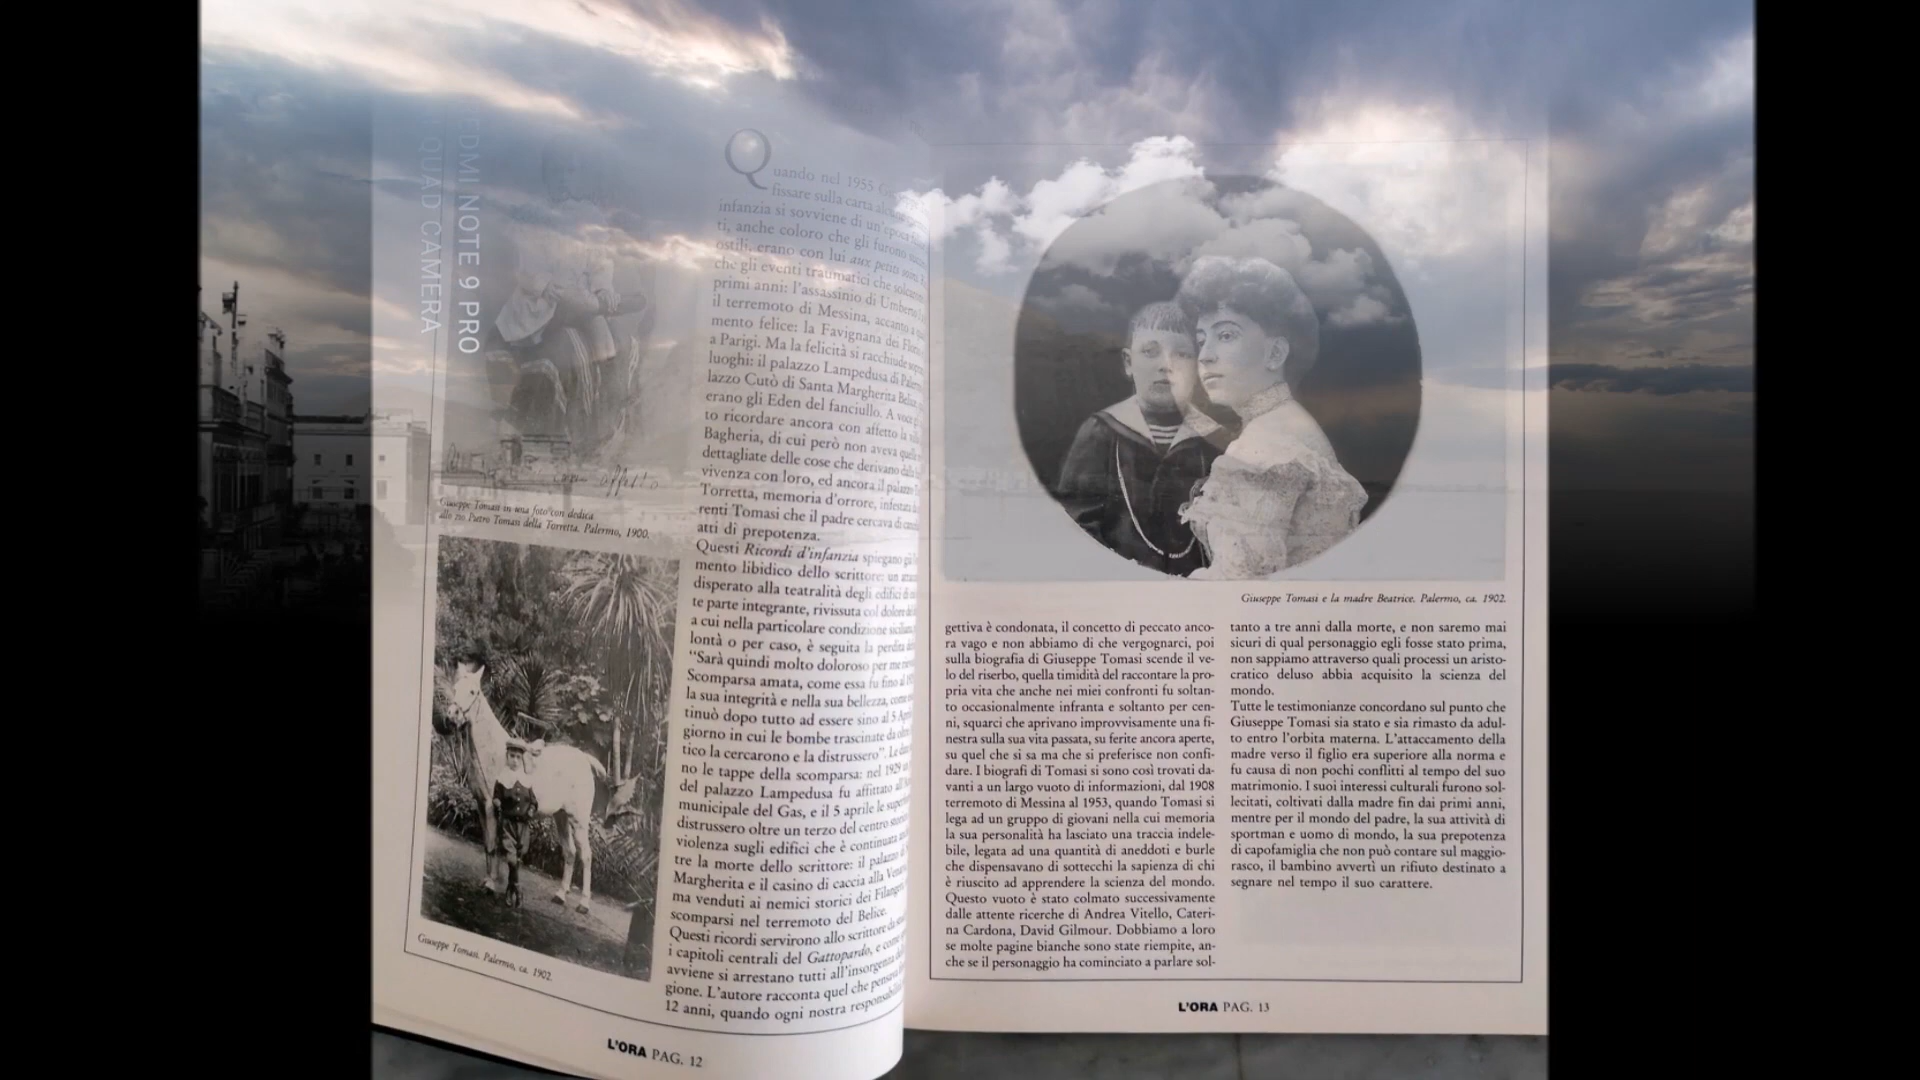 REDMI NOTE 9 PRO
QUAD CAMERA
Quando nel 1955
fissare sulla carta
infanzia si sovviene di un'epoca
ti, anche coloro che gli furono
ostili, erano con lui aux petits soins
che gli eventi traumatici che
primi anni: l'assassinio di Umberto
il terremoto di Messina, accanto a
mento felice: la Favignana dei
a Parigi. Ma la felicità si racchiude
luoghi: il palazzo Lampedusa di
lazzo Cutò di Santa Margherita
erano gli Eden del fanciullo. A
to ricordare ancora con affetto la
Bagheria, di cui però non aveva
dettagliate delle cose che derivano
vivenza con loro, ed ancora il palazzo
Torretta, memoria d'orrore,
renti Tomasi che il padre cercava di
atti di prepotenza.
Questi Ricordi d'infanzia spiegano
mento libidico dello scrittore: un
disperato alla teatralità degli edifici
te parte integrante, rivissuta col dolore
a cui nella particolare condizione
lontà o per caso, è seguita la perdita
"Sarà quindi molto doloroso per me
Scomparsa amata, come essa fu fino al
la sua integrità e nella sua bellezza, come
tinuò dopo tutto ad essere sino al 5
giorno in cui le bombe trascinate da
tico la cercarono e la distrussero". Le
no le tappe della scomparsa: nel 1929
del palazzo Lampedusa fu affittato
municipale del Gas, e il 5 aprile le
distrussero oltre un terzo del centro
violenza sugli edifici che è continuata
tre la morte dello scrittore: il palazzo
Margherita e il casino di caccia alla
ma venduti ai nemici storici dei
scomparsi nel terremoto del Belice.
Questi ricordi servirono allo scrittore
i capitoli centrali del Gattopardo, e
avviene si arrestano tutti all'insorgenza
gione. L'autore racconta quel che pensava
12 anni, quando ogni nostra
con affetto
Giuseppe Tomasi in una foto con dedica
allo zio Pietro Tomasi della Torretta. Palermo, 1900.
Giuseppe Tomasi. Palermo, ca. 1902.
L'ORA PAG. 12
Giuseppe Tomasi e la madre Beatrice. Palermo, ca. 1902.
gettiva è condonata, il concetto di peccato anco-
ra vago e non abbiamo di che vergognarci, poi
sulla biografia di Giuseppe Tomasi scende il ve-
lo del riserbo, quella timidità del raccontare la pro-
pria vita che anche nei miei confronti fu soltan-
to occasionalmente infranta e soltanto per cen-
ni, squarci che aprivano improvvisamente una fi-
nestra sulla sua vita passata, su ferite ancora aperte,
su quel che si sa ma che si preferisce non confi-
dare. I biografi di Tomasi si sono così trovati da-
vanti a un largo vuoto di informazioni, dal 1908
terremoto di Messina al 1953, quando Tomasi si
lega ad un gruppo di giovani nella cui memoria
la sua personalità ha lasciato una traccia indele-
bile, legata ad una quantità di aneddoti e burle
che dispensavano di sottecchi la sapienza di chi
è riuscito ad apprendere la scienza del mondo.
Questo vuoto è stato colmato successivamente
dalle attente ricerche di Andrea Vitello, Cateri-
na Cardona, David Gilmour. Dobbiamo a loro
se molte pagine bianche sono state riempite, an-
che se il personaggio ha cominciato a parlare sol-
tanto a tre anni dalla morte, e non saremo mai
sicuri di qual personaggio egli fosse stato prima,
non sappiamo attraverso quali processi un aristo-
cratico deluso abbia acquisito la scienza del
mondo.
Tutte le testimonianze concordano sul punto che
Giuseppe Tomasi sia stato e sia rimasto da adul-
to entro l'orbita materna. L'attaccamento della
madre verso il figlio era superiore alla norma e
fu causa di non pochi conflitti al tempo del suo
matrimonio. I suoi interessi culturali furono sol-
lecitati, coltivati dalla madre fin dai primi anni,
mentre per il mondo del padre, la sua attività di
sportman e uomo di mondo, la sua prepotenza
di capofamiglia che non può contare sul maggio-
rasco, il bambino avvertì un rifiuto destinato a
segnare nel tempo il suo carattere.
L'ORA PAG. 13